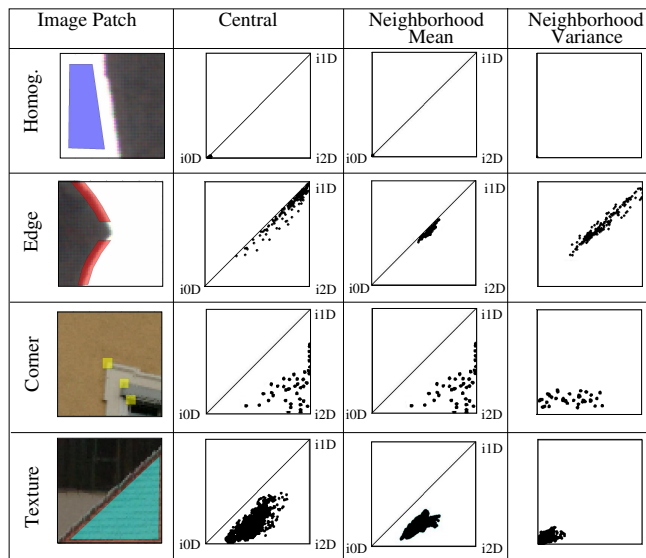 Image Patch
Central
Neighborhood
Mean
Neighborhood
Variance
Homog.
i1D
i0D
i2D
i1D
i0D
i2D
Edge
i1D
i0D
i2D
i1D
i0D
i2D
Corner
i1D
i0D
i2D
i1D
i0D
i2D
Texture
i1D
i0D
i2D
i1D
i0D
i2D